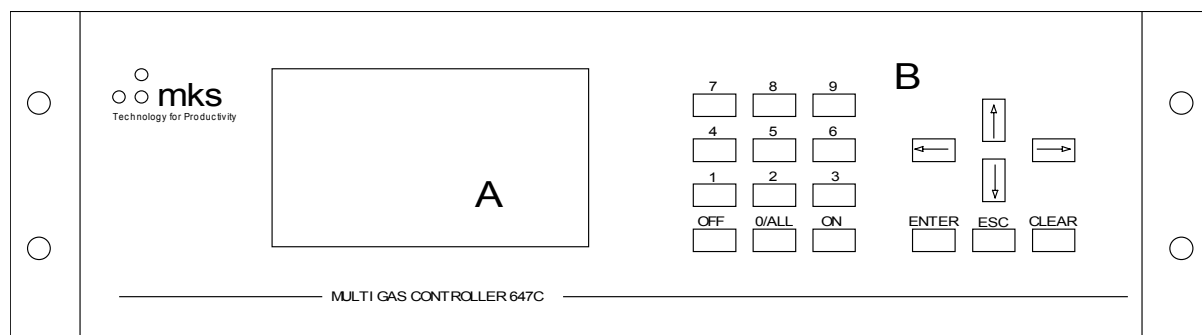 mks
Technology for Productivity
A
B
7 8 9
4 5 6
1 2 3
OFF 0/ALL ON
ENTER ESC CLEAR
MULTI GAS CONTROLLER 647C